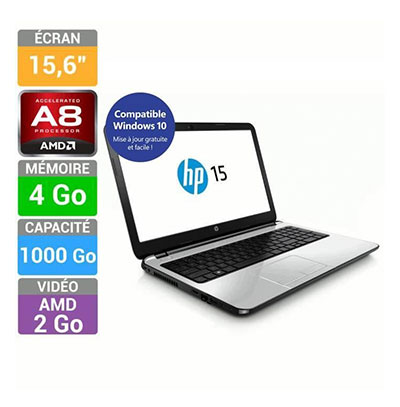 ÉCRAN
15,6"
ACCELERATED
A8
PROCESSOR
AMD
MÉMOIRE
4 Go
CAPACITÉ
1000 Go
VIDÉO
AMD
2 Go
Compatible
Windows 10
Mise à jour gratuite
et facile !
hp 15